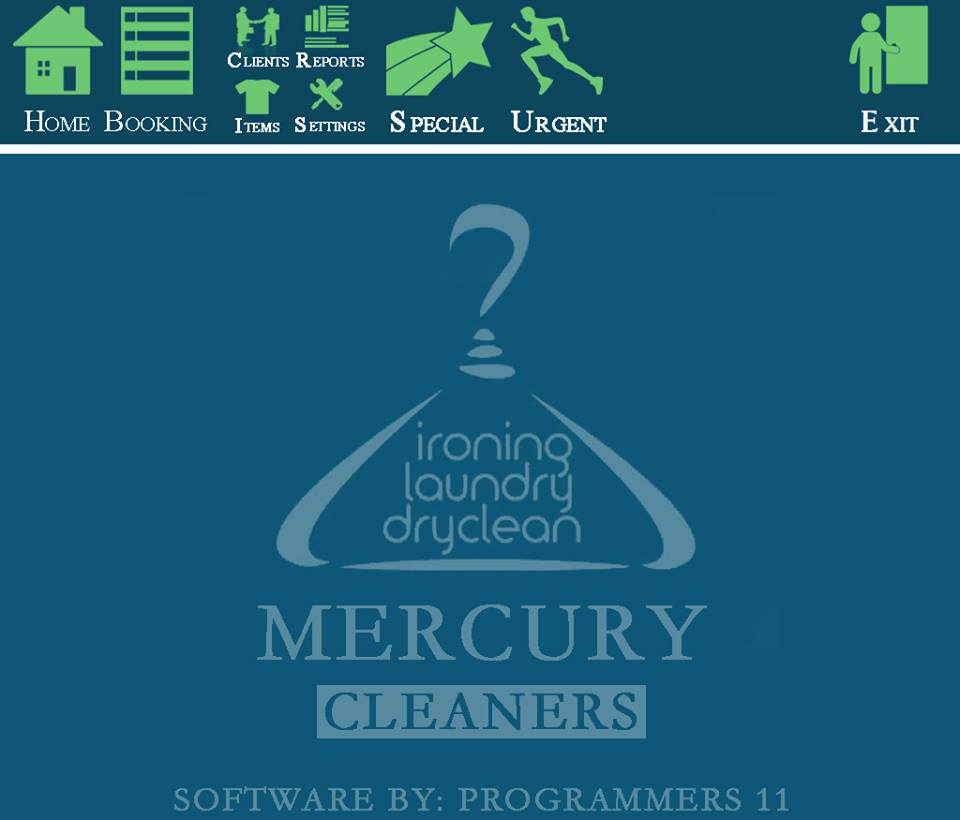 CLIENTS REPORTS
HOME BOOKING ITEMS SETTINGS SPECIAL URGENT EXIT
ironing
laundry
dryclean
MERCURY
CLEANERS
SOFTWARE BY: PROGRAMMERS 11